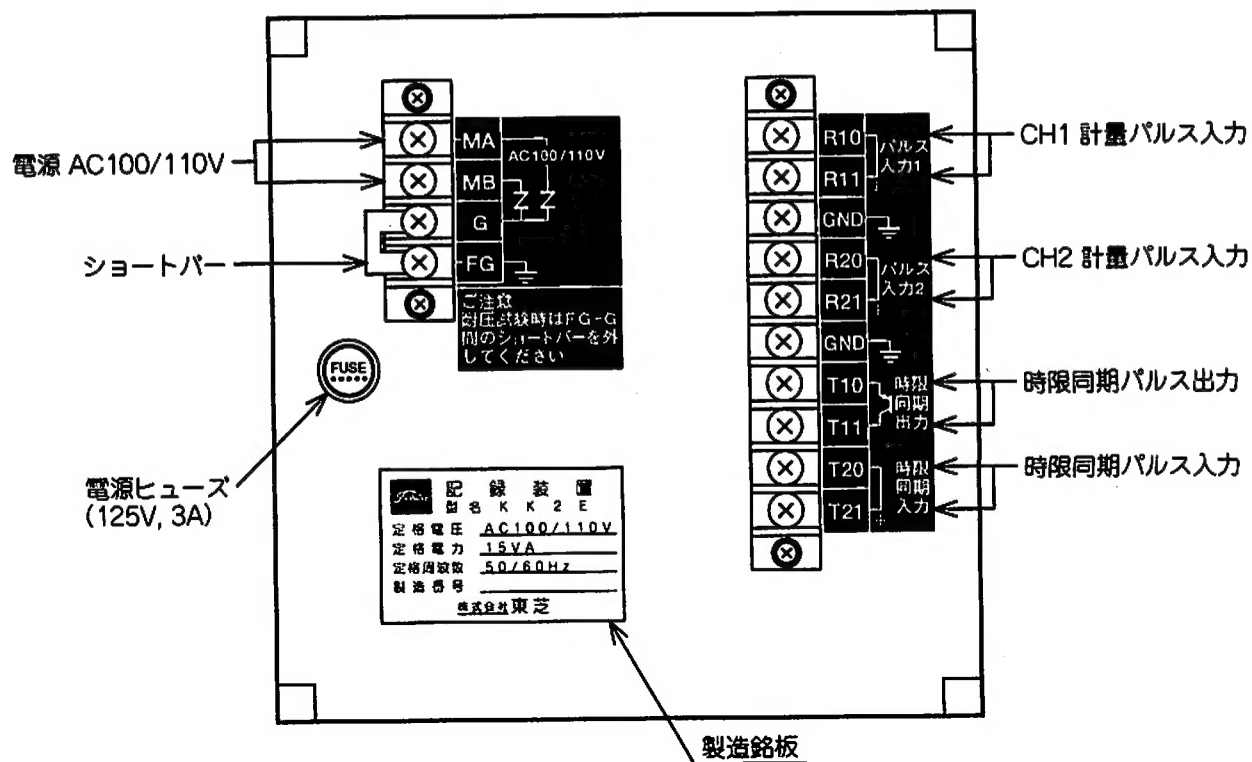 電源 AC100/110V
ショートバー
MA
MB
G
FG
AC100/110V
ご注意
耐圧試験時はFG-G
間のショートバーを外
してください
FUSE
電源ヒューズ
(125V, 3A)
記録装置
型名 KK2E
定格電圧 AC100/110V
定格電力 15VA
定格周波数 50/60Hz
製造番号
株式会社 東芝
製造銘板
R10
R11
GND
R20
R21
GND
T10
T11
T20
T21
パルス
入力1
パルス
入力2
時限
同期
出力
時限
同期
入力
CH1 計量パルス入力
CH2 計量パルス入力
時限同期パルス出力
時限同期パルス入力